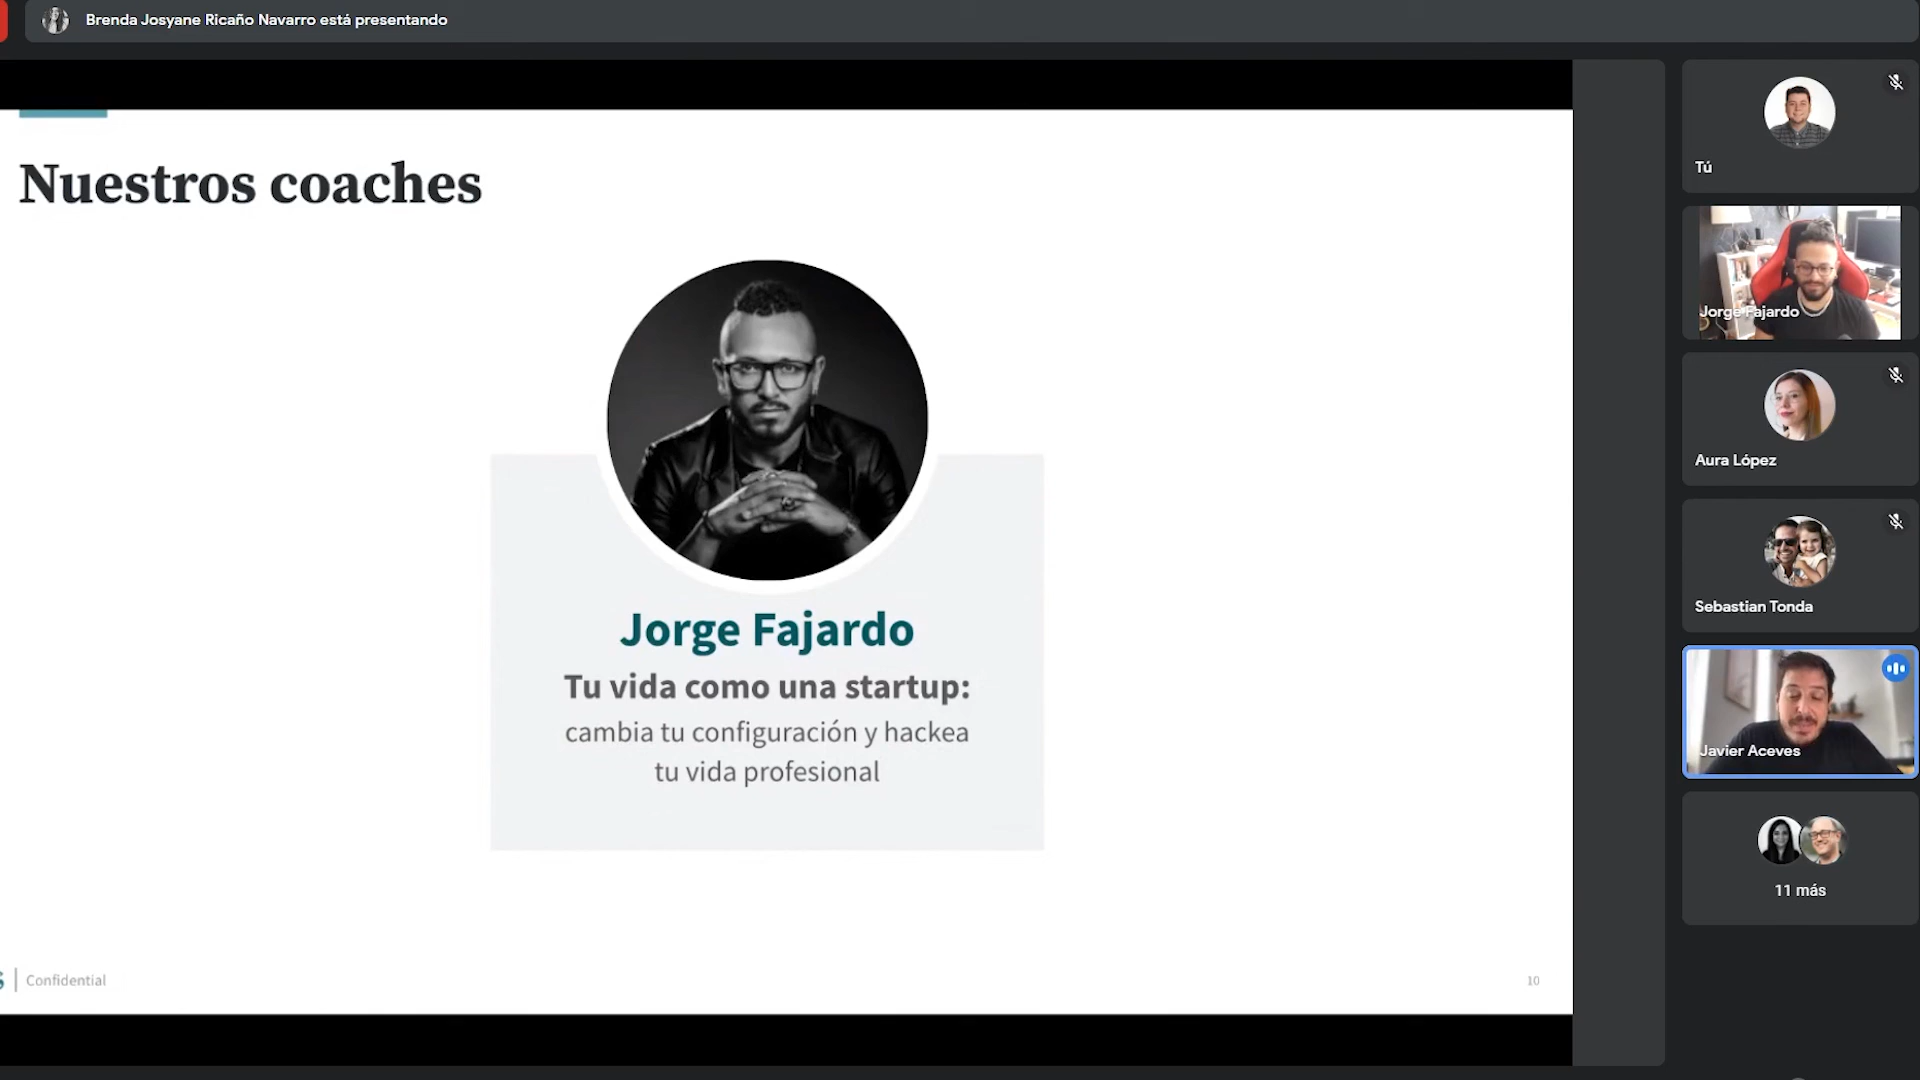 Brenda Josyane Ricaño Navarro está presentando
Nuestros coaches
Jorge Fajardo
Tu vida como una startup:
cambia tu configuración y hackea
tu vida profesional
Confidential
10
Tú
Jorge Fajardo
Aura López
Sebastian Tonda
Javier Aceves
11 más